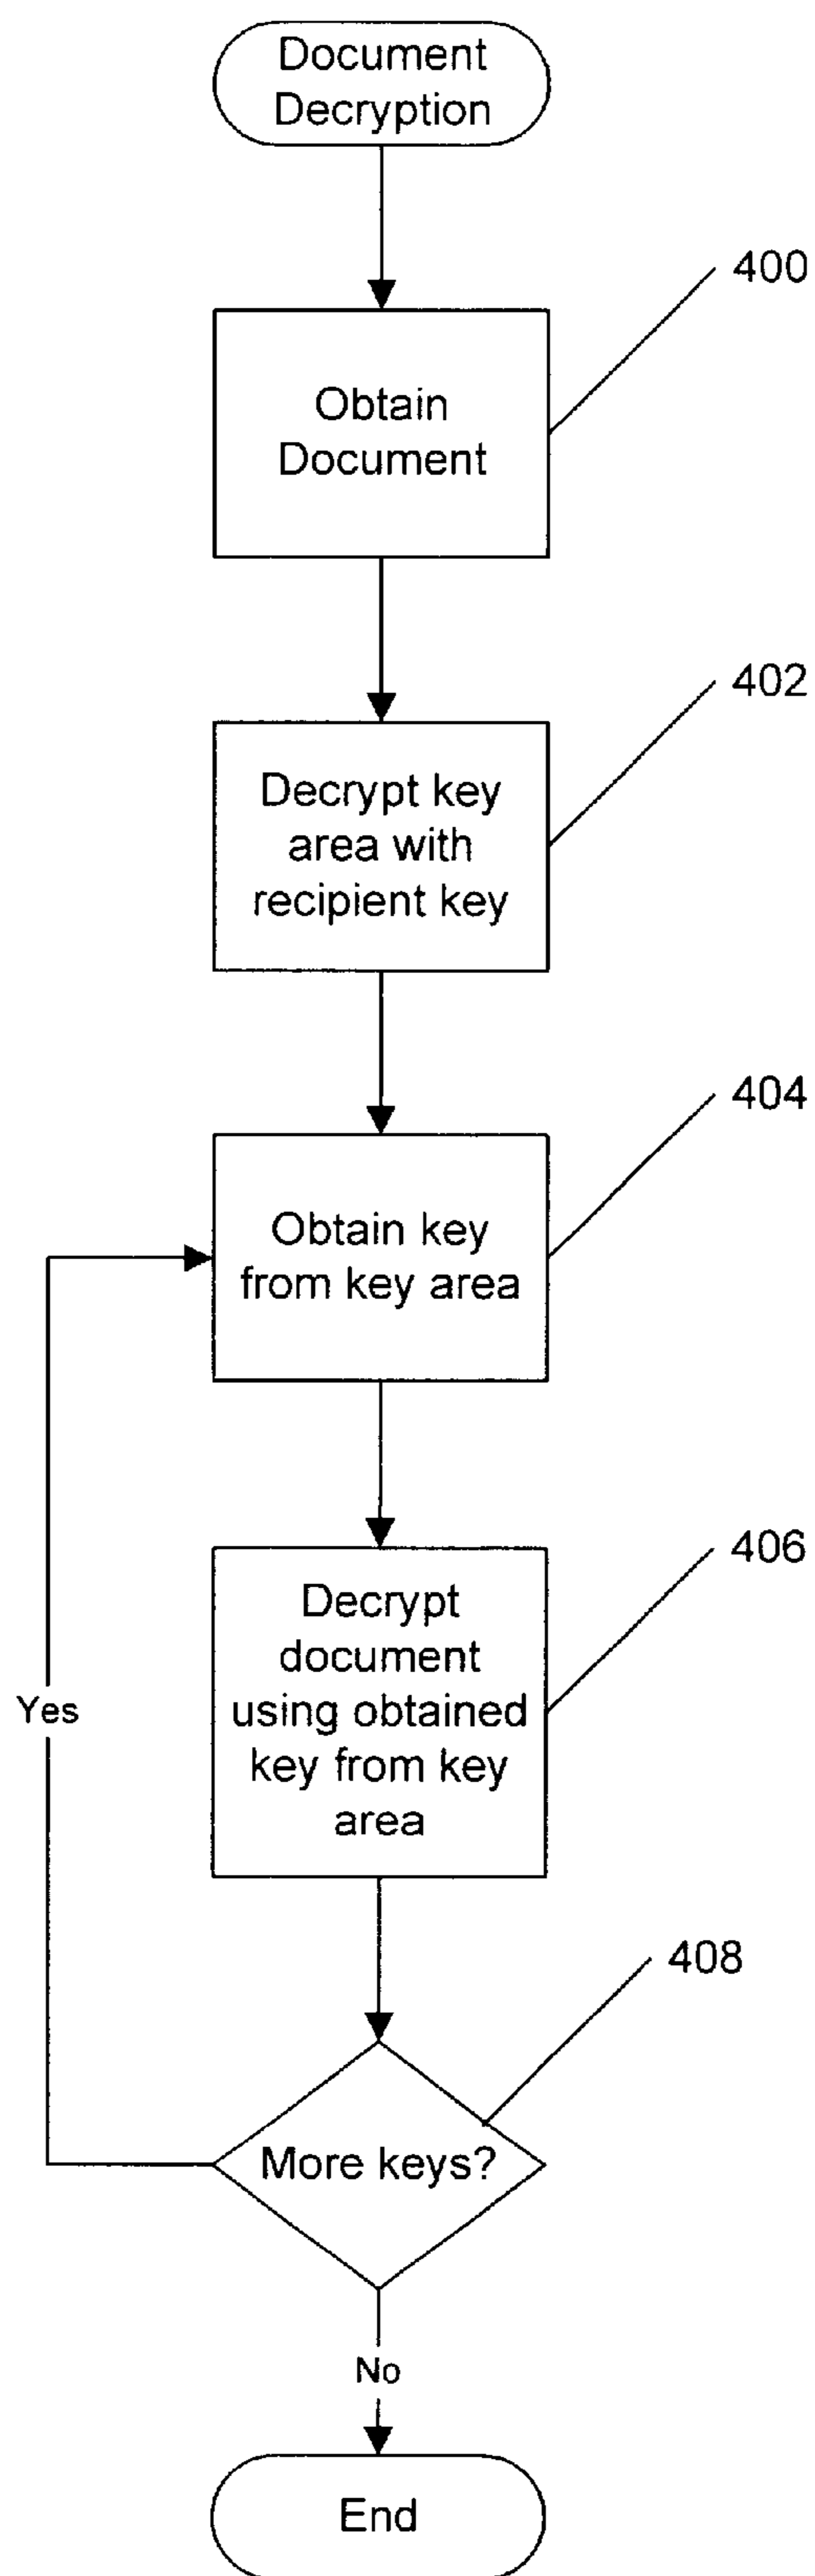 Document
Decryption
400
Obtain
Document
402
Decrypt key
area with
recipient key
404
Obtain key
from key area
406
Decrypt
document
using obtained
key from key
area
Yes
408
More keys?
No
End